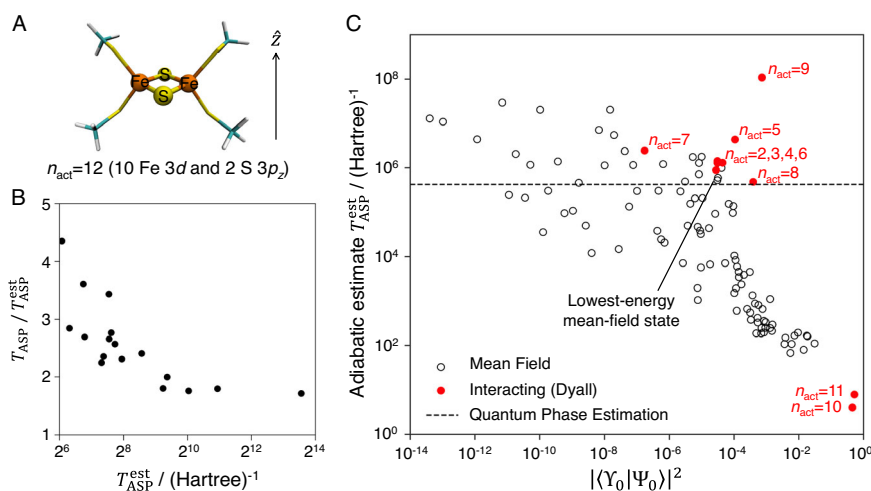 A
Ẑ
S
Fe
Fe
S
n_act=12 (10 Fe 3d and 2 S 3p_z)
B
5
4
3
2
1
T_ASP / T_ASP^est
2^6
2^8
2^10
2^12
2^14
T_ASP^est / (Hartree)^-1
C
10^8
10^6
10^4
10^2
10^0
Adiabatic estimate T_ASP^est / (Hartree)^-1
n_act=9
n_act=5
n_act=7
n_act=2,3,4,6
n_act=8
Lowest-energy
mean-field state
Mean Field
Interacting (Dyall)
Quantum Phase Estimation
n_act=11
n_act=10
10^-14
10^-12
10^-10
10^-8
10^-6
10^-4
10^-2
10^0
|⟨ϒ_0|Ψ_0⟩|^2